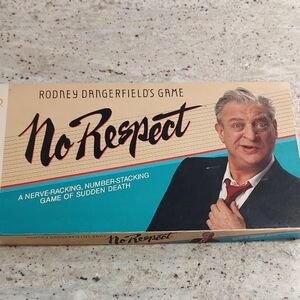 RODNEY DANGERFIELD'S GAME
No Respect
A NERVE-RACKING, NUMBER-STACKING
GAME OF SUDDEN DEATH
No Respect